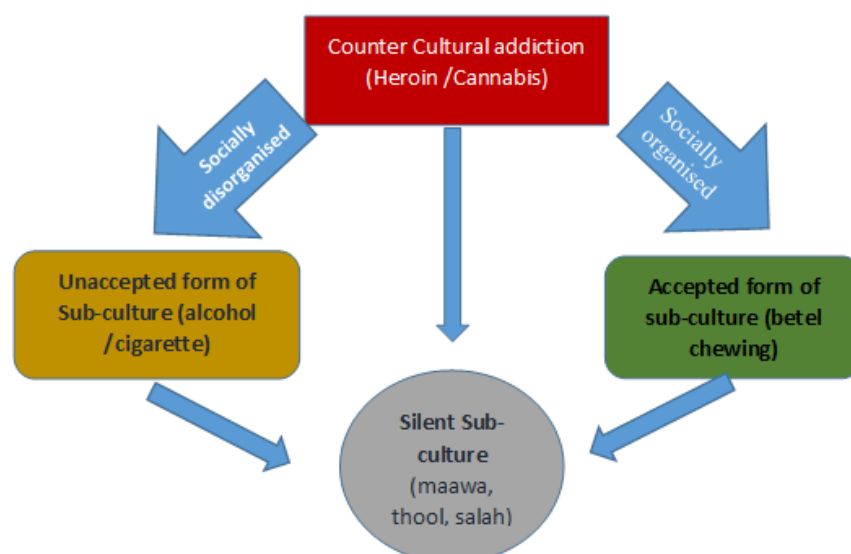 Counter Cultural addiction
(Heroin /Cannabis)
Socially
disorganised
Socially
organised
Unaccepted form of
Sub-culture (alcohol
/cigarette)
Accepted form of
sub-culture (betel
chewing)
Silent Sub-
culture
(maawa,
thool, salah)